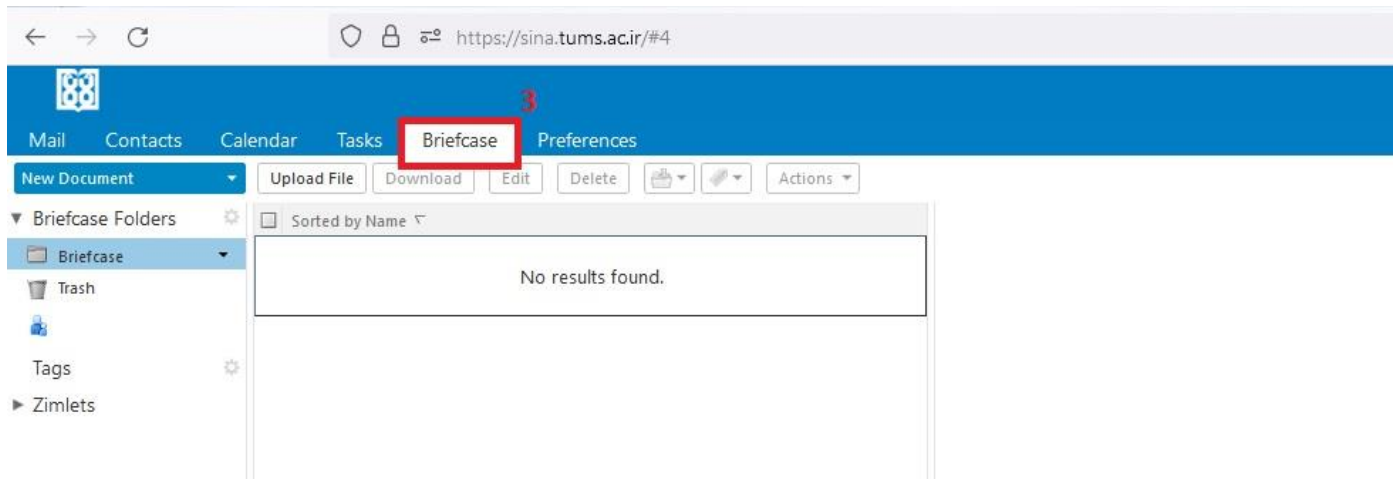 https://sina.tums.ac.ir/#4
3
Mail Contacts Calendar Tasks Briefcase Preferences
New Document Upload File Download Edit Delete Actions
Briefcase Folders Sorted by Name
Briefcase
No results found.
Trash
Tags
Zimlets